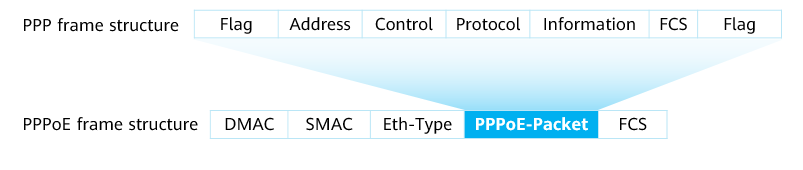 PPP frame structure Flag Address Control Protocol Information FCS Flag
PPPoE frame structure DMAC SMAC Eth-Type PPPoE-Packet FCS